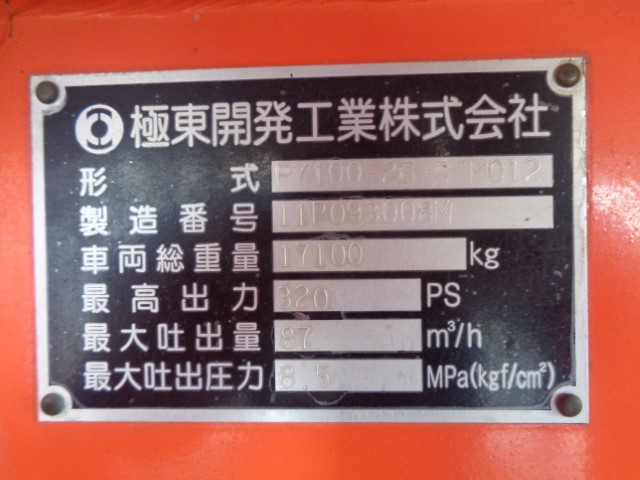 極東開発工業株式会社
形式 PY100-26- M012
製造番号 11P093008M
車両総重量 17100 kg
最高出力 320 PS
最大吐出量 87 m³/h
最大吐出圧力 8.5 MPa(kgf/cm²)